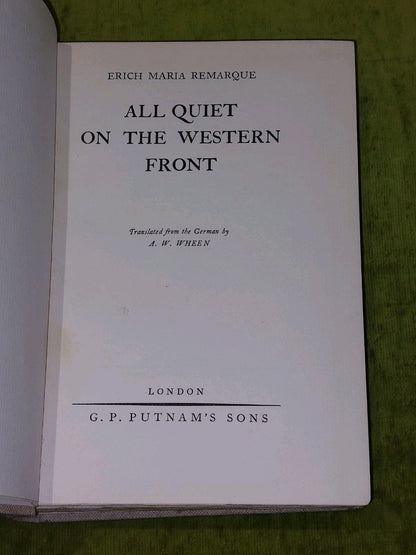 ERICH MARIA REMARQUE
ALL QUIET
ON THE WESTERN
FRONT
Translated from the German by
A. W. WHEEN
LONDON
G. P. PUTNAM'S SONS